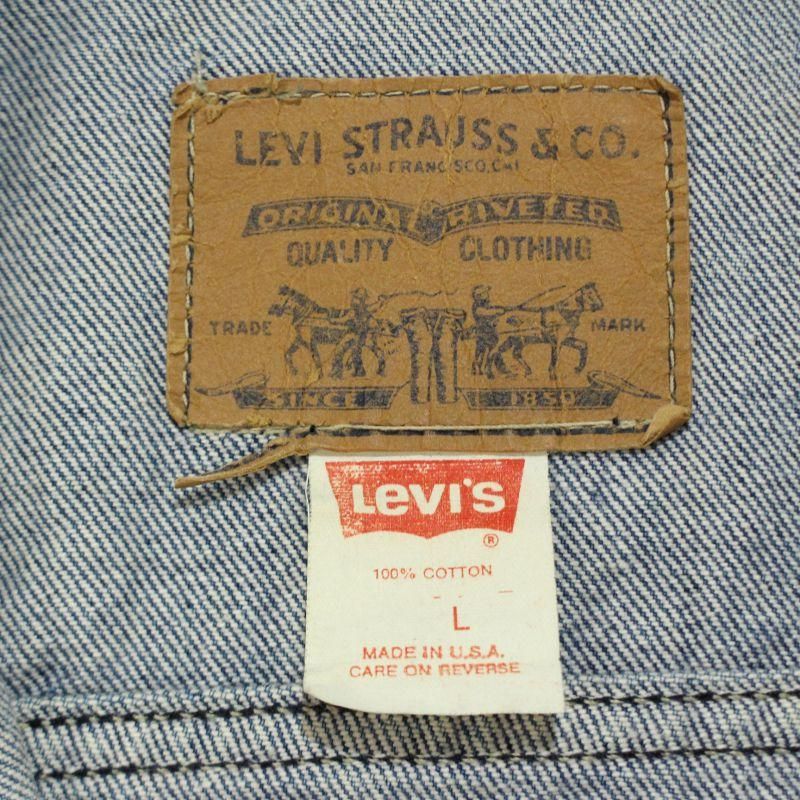 LEVI STRAUSS & CO.
SAN FRANCISCO, CAL
ORIGINAL RIVETED
QUALITY CLOTHING
TRADE MARK
SINCE 1850
LEVI'S
®
100% COTTON
L
MADE IN U.S.A.
CARE ON REVERSE